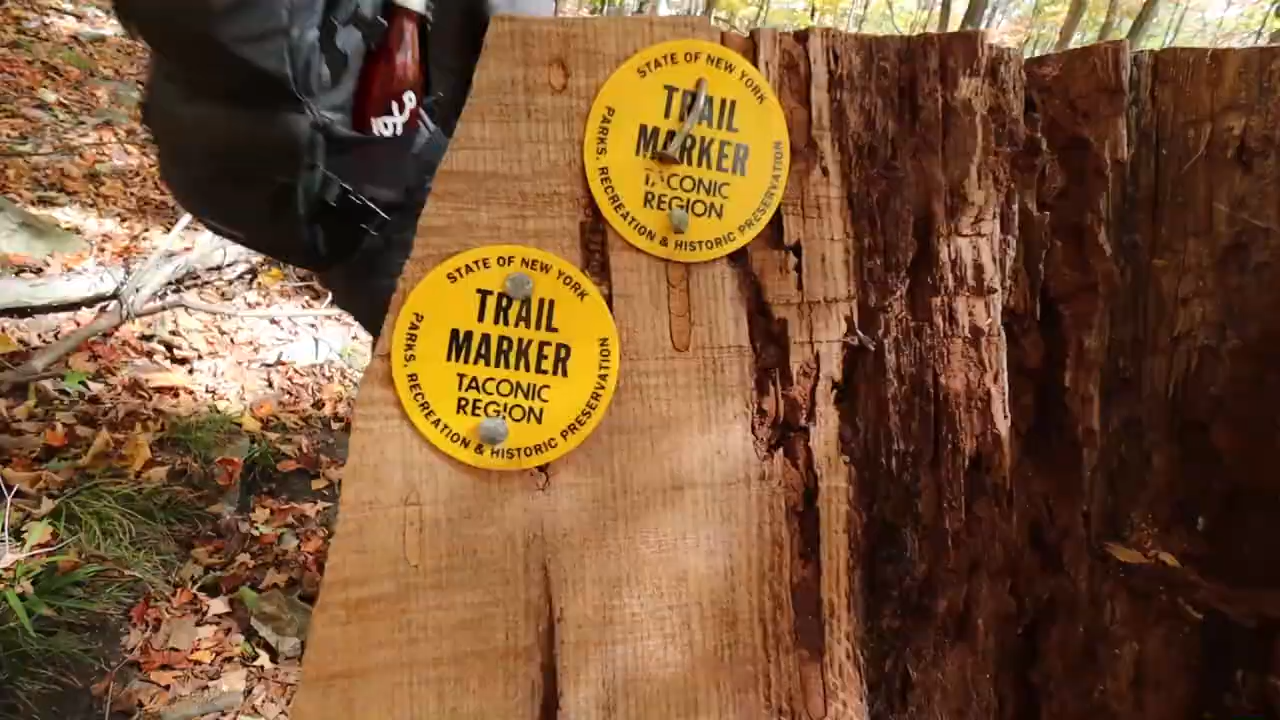 STATE OF NEW YORK
TRAIL
MARKER
TACONIC
REGION
PARKS, RECREATION & HISTORIC PRESERVATION
STATE OF NEW YORK
TRAIL
MARKER
TACONIC
REGION
PARKS, RECREATION & HISTORIC PRESERVATION